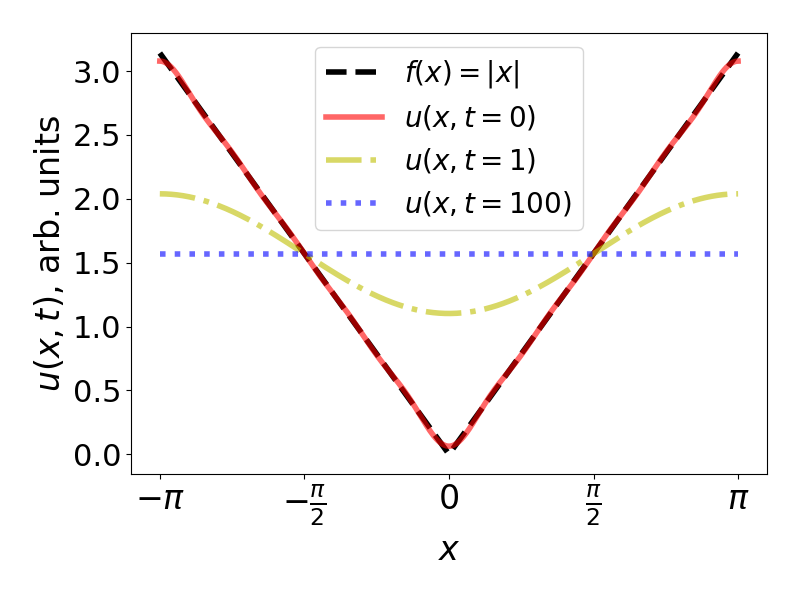 f(x) = |x|
u(x, t = 0)
u(x, t = 1)
u(x, t = 100)
u(x, t), arb. units
3.0
2.5
2.0
1.5
1.0
0.5
0.0
−π −π/2 0 π/2 π
x